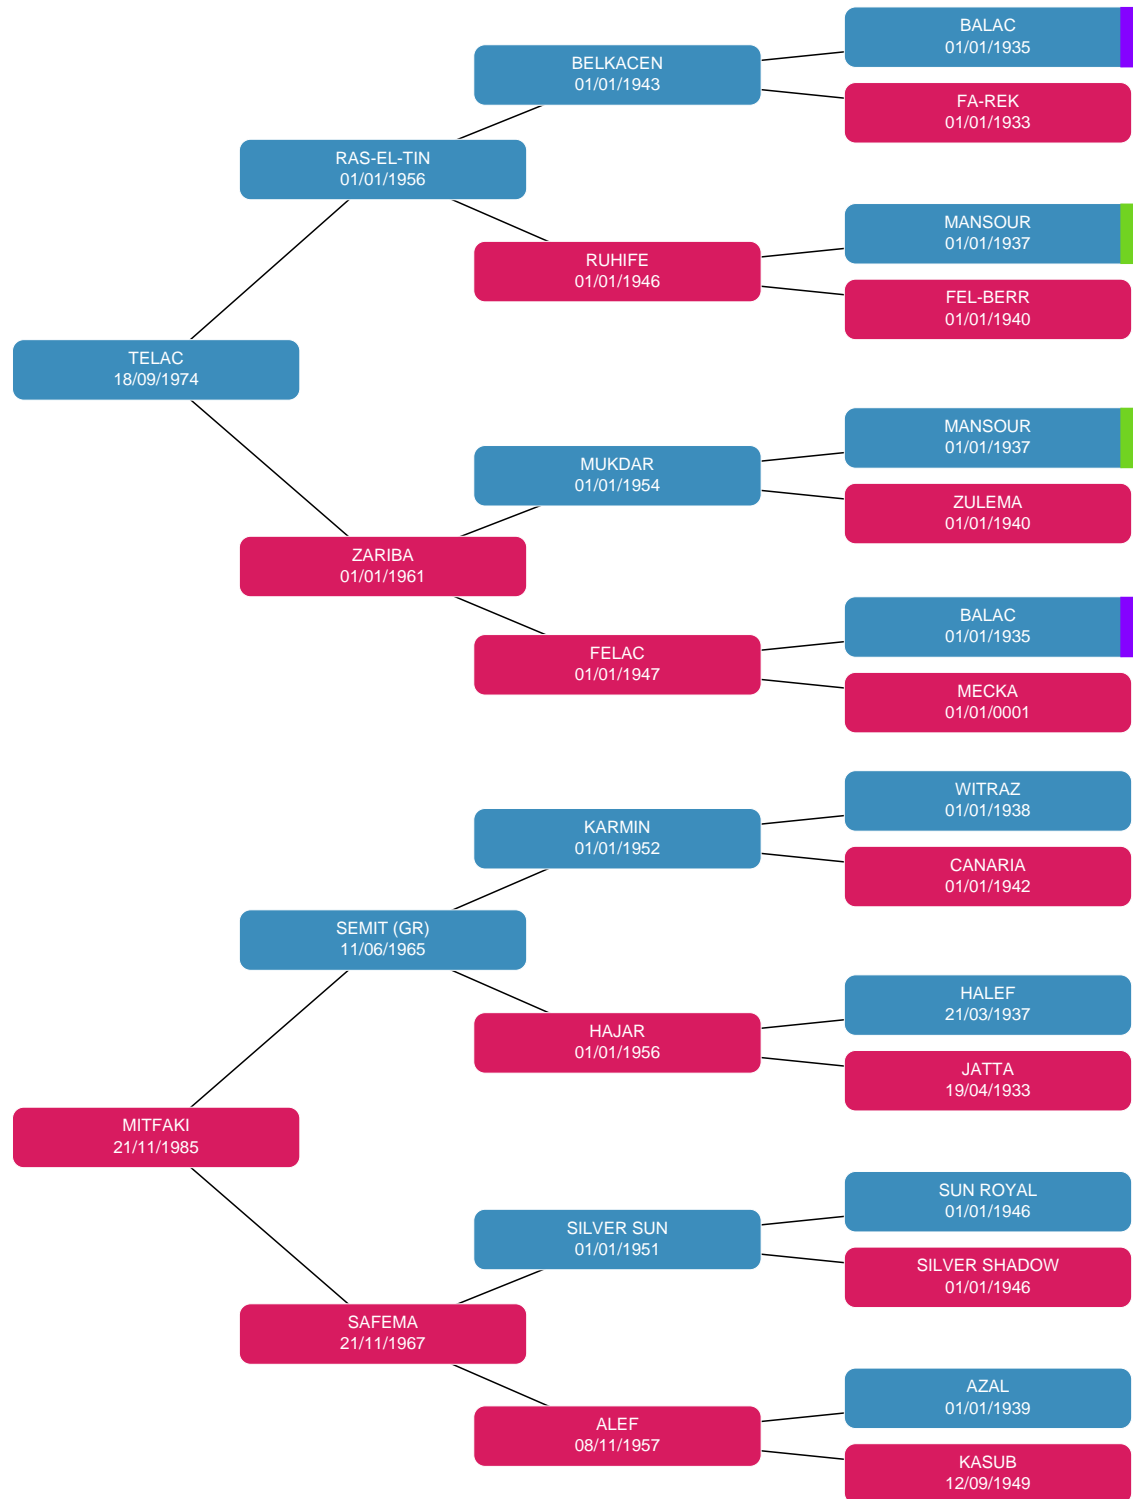 BALAC
01/01/1935
BELKACEN
01/01/1943
FA-REK
01/01/1933
RAS-EL-TIN
01/01/1956
MANSOUR
01/01/1937
RUHIFE
01/01/1946
FEL-BERR
01/01/1940
TELAC
18/09/1974
MANSOUR
01/01/1937
MUKDAR
01/01/1954
ZULEMA
01/01/1940
ZARIBA
01/01/1961
BALAC
01/01/1935
FELAC
01/01/1947
MECKA
01/01/0001
WITRAZ
01/01/1938
KARMIN
01/01/1952
CANARIA
01/01/1942
SEMIT (GR)
11/06/1965
HALEF
21/03/1937
HAJAR
01/01/1956
JATTA
19/04/1933
MITFAKI
21/11/1985
SUN ROYAL
01/01/1946
SILVER SUN
01/01/1951
SILVER SHADOW
01/01/1946
SAFEMA
21/11/1967
AZAL
01/01/1939
ALEF
08/11/1957
KASUB
12/09/1949